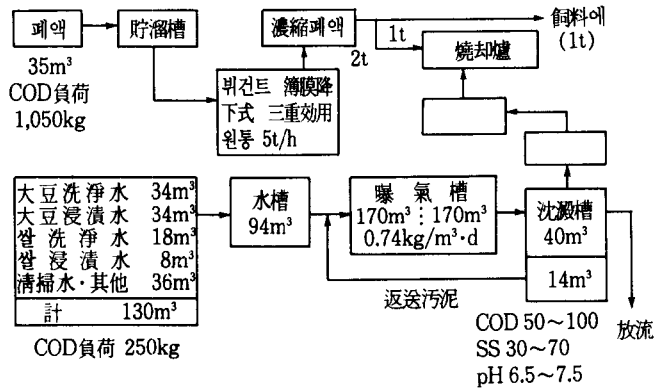 폐액
貯溜槽
濃縮폐액
1t
2t
飼料에
(1t)
燒却爐
35m³
COD負荷
1,050kg
뷔건트 薄膜降
下式 三重効用
원통 5t/h
大豆洗淨水 34m³
大豆浸漬水 34m³
쌀洗淨水 18m³
쌀浸漬水 8m³
清掃水·其他 36m³
計 130m³
COD負荷 250kg
水槽
94m³
曝氣槽
170m³⋮170m³
0.74kg/m³·d
沈澱槽
40m³
14m³
返送汚泥
放流
COD 50~100
SS 30~70
pH 6.5~7.5